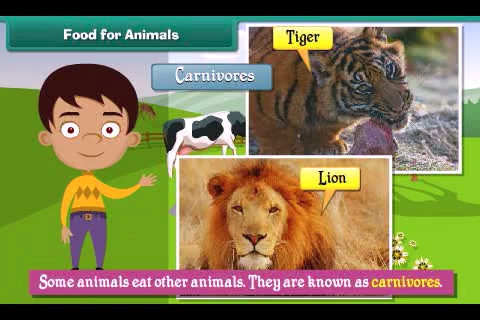 Food for Animals
Tiger
Carnivores
Lion
Some animals eat other animals. They are known as carnivores.